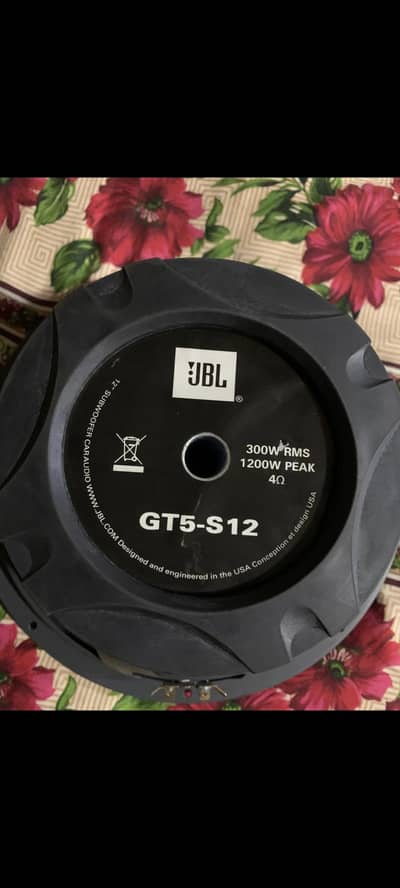 JBL
®
300W RMS
1200W PEAK
4Ω
GT5-S12
12" SUBWOOFER CAR AUDIO WWW.JBL.COM Designed and engineered in the USA Conception et design USA